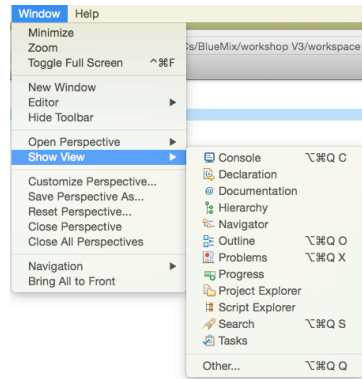 Window Help
Minimize
Zoom
Toggle Full Screen ^⌘F
Cs/BlueMix/workshop V3/workspace
New Window
Editor ▶
Hide Toolbar
Open Perspective ▶
Show View ▶
Customize Perspective...
Save Perspective As...
Reset Perspective...
Close Perspective
Close All Perspectives
Navigation ▶
Bring All to Front
Console ⌥⌘Q C
Declaration
Documentation
Hierarchy
Navigator
Outline ⌥⌘Q O
Problems ⌥⌘Q X
Progress
Project Explorer
Script Explorer
Search ⌥⌘Q S
Tasks
Other... ⌥⌘Q Q